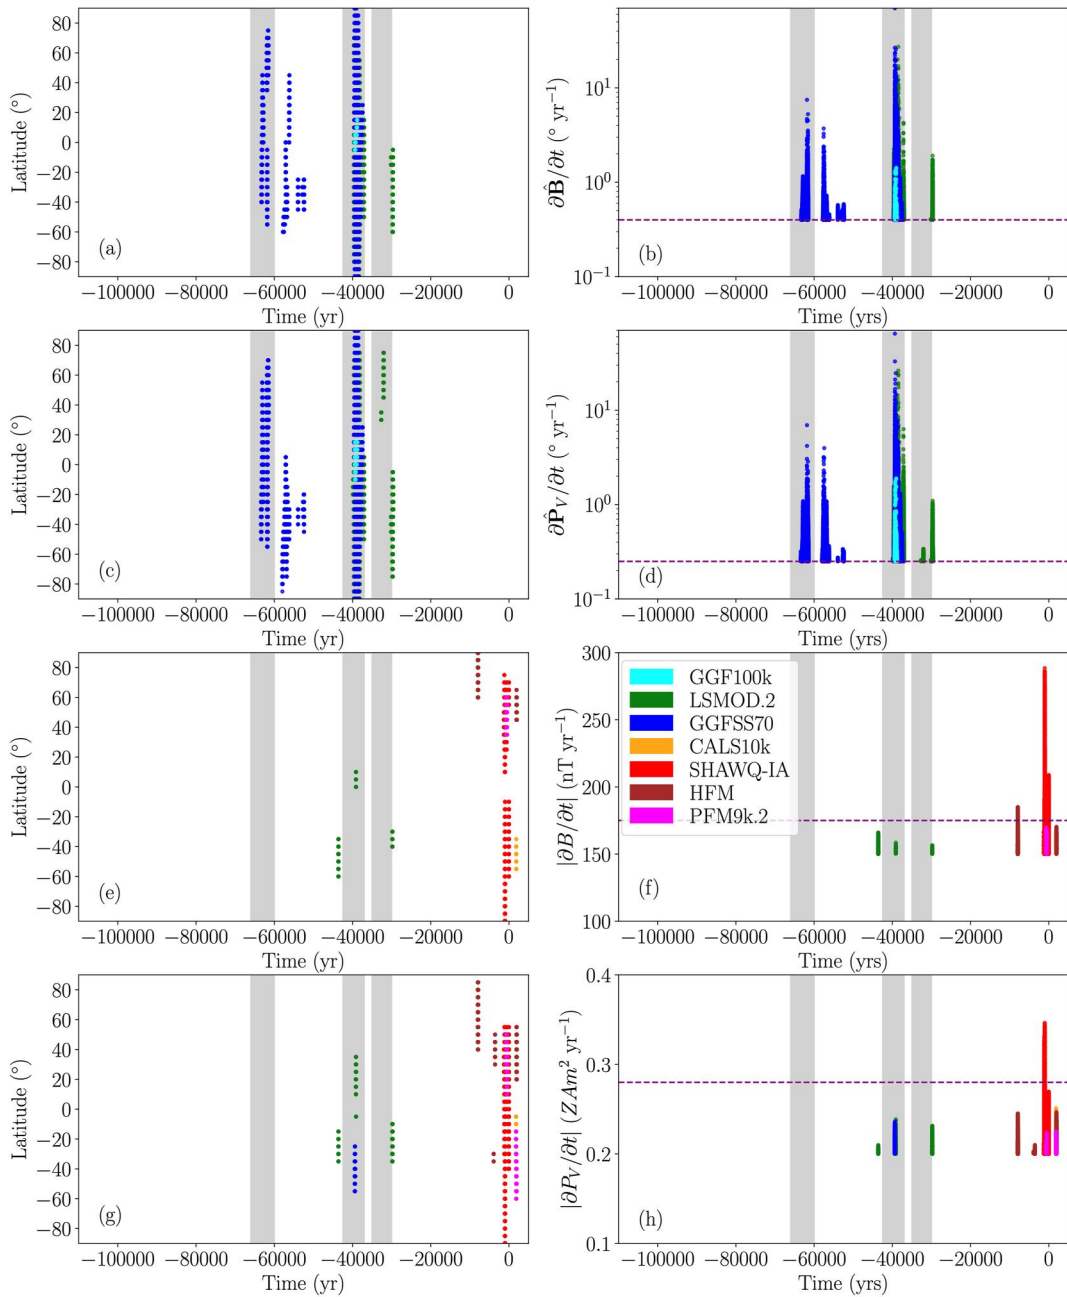 80
60
40
20
0
−20
−40
−60
−80
Latitude (°)
(a)
−100000 −80000 −60000 −40000 −20000 0
Time (yr)
10¹
10⁰
10⁻¹
∂B̂/∂t (° yr⁻¹)
(b)
−100000 −80000 −60000 −40000 −20000 0
Time (yrs)
80
60
40
20
0
−20
−40
−60
−80
Latitude (°)
(c)
−100000 −80000 −60000 −40000 −20000 0
Time (yr)
10¹
10⁰
10⁻¹
∂P̂_V/∂t (° yr⁻¹)
(d)
−100000 −80000 −60000 −40000 −20000 0
Time (yrs)
80
60
40
20
0
−20
−40
−60
−80
Latitude (°)
(e)
−100000 −80000 −60000 −40000 −20000 0
Time (yr)
300
250
200
150
100
|∂B/∂t| (nT yr⁻¹)
GGF100k
LSMOD.2
GGFSS70
CALS10k
SHAWQ-IA
HFM
PFM9k.2
(f)
−100000 −80000 −60000 −40000 −20000 0
Time (yrs)
80
60
40
20
0
−20
−40
−60
−80
Latitude (°)
(g)
−100000 −80000 −60000 −40000 −20000 0
Time (yr)
0.4
0.3
0.2
0.1
|∂P_V/∂t| (ZAm² yr⁻¹)
(h)
−100000 −80000 −60000 −40000 −20000 0
Time (yrs)